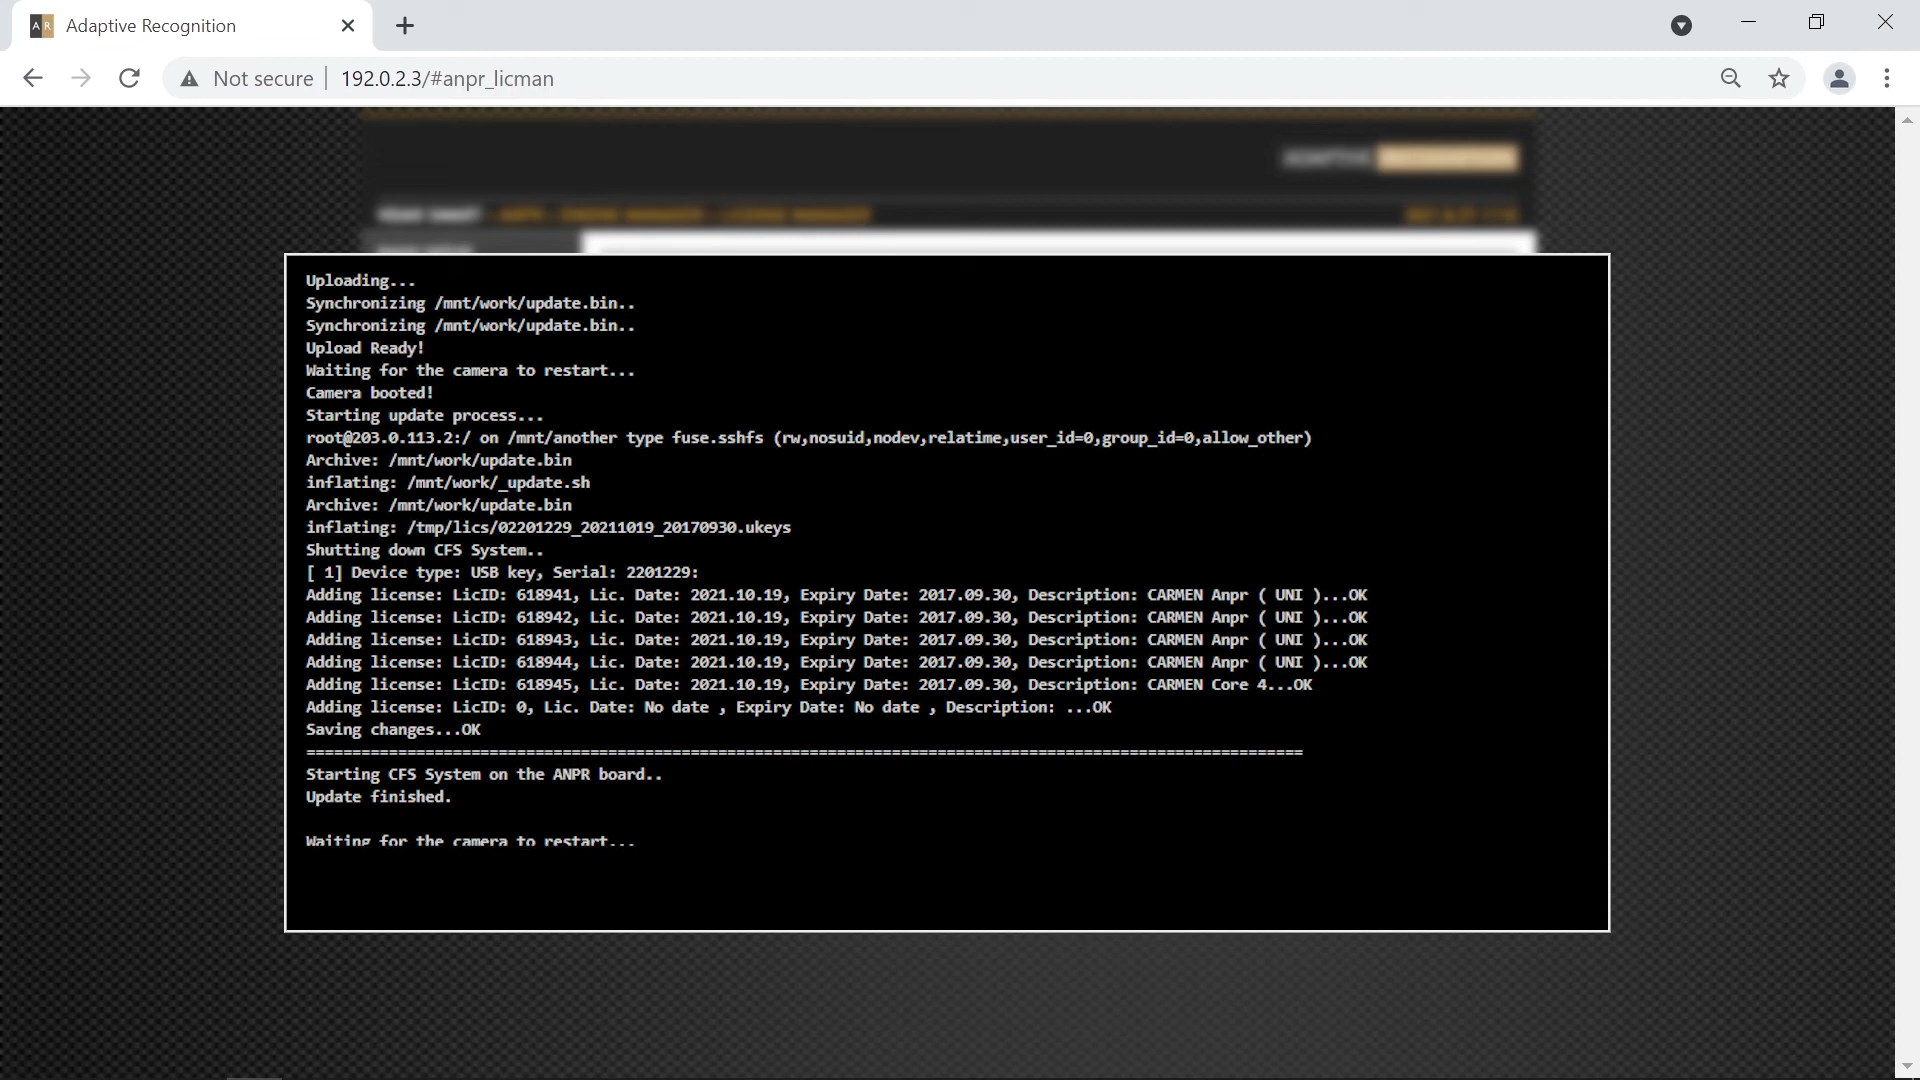 AR Adaptive Recognition
Not secure 192.0.2.3/#anpr_licman
Uploading...
Synchronizing /mnt/work/update.bin..
Synchronizing /mnt/work/update.bin..
Upload Ready!
Waiting for the camera to restart...
Camera booted!
Starting update process...
root@203.0.113.2:/ on /mnt/another type fuse.sshfs (rw,nosuid,nodev,relatime,user_id=0,group_id=0,allow_other)
Archive: /mnt/work/update.bin
inflating: /mnt/work/_update.sh
Archive: /mnt/work/update.bin
inflating: /tmp/lics/02201229_20211019_20170930.ukeys
Shutting down CFS System..
[ 1] Device type: USB key, Serial: 2201229:
Adding license: LicID: 618941, Lic. Date: 2021.10.19, Expiry Date: 2017.09.30, Description: CARMEN Anpr ( UNI )...OK
Adding license: LicID: 618942, Lic. Date: 2021.10.19, Expiry Date: 2017.09.30, Description: CARMEN Anpr ( UNI )...OK
Adding license: LicID: 618943, Lic. Date: 2021.10.19, Expiry Date: 2017.09.30, Description: CARMEN Anpr ( UNI )...OK
Adding license: LicID: 618944, Lic. Date: 2021.10.19, Expiry Date: 2017.09.30, Description: CARMEN Anpr ( UNI )...OK
Adding license: LicID: 618945, Lic. Date: 2021.10.19, Expiry Date: 2017.09.30, Description: CARMEN Core 4...OK
Adding license: LicID: 0, Lic. Date: No date , Expiry Date: No date , Description: ...OK
Saving changes...OK
=============================================================================================================
Starting CFS System on the ANPR board..
Update finished.
Waiting for the camera to restart...